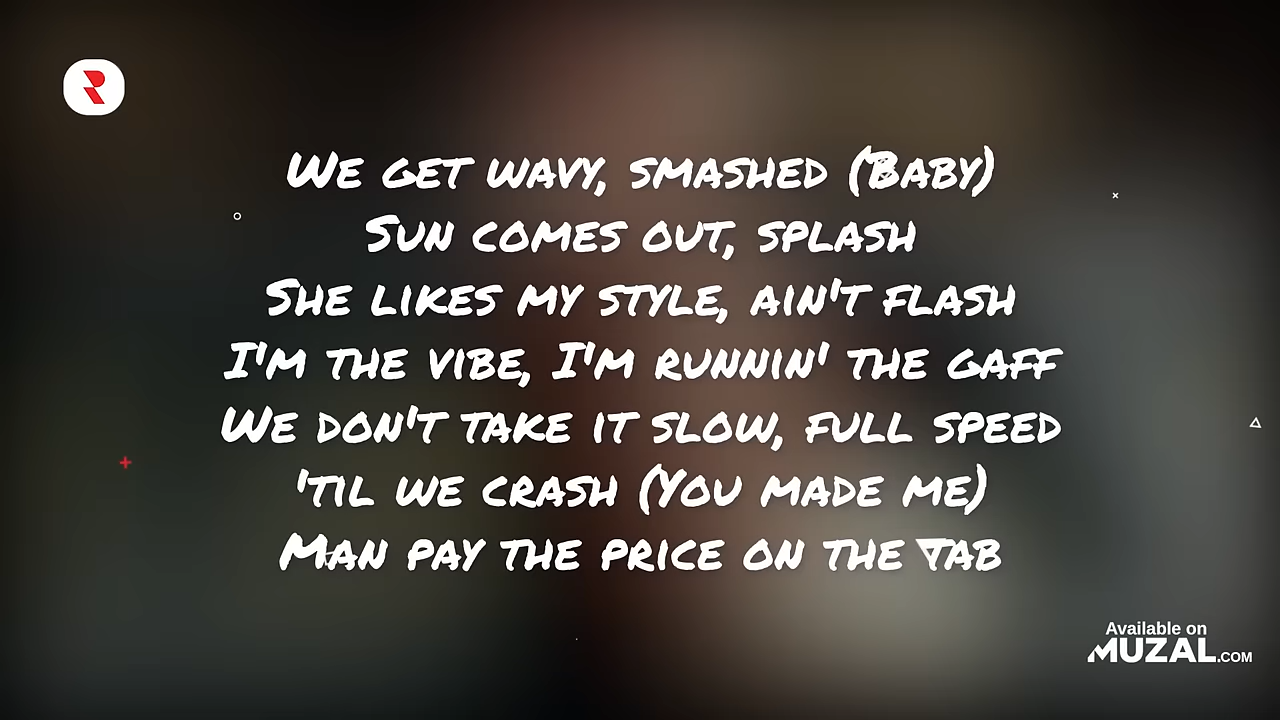 We get wavy, smashed (Baby)
Sun comes out, splash
She likes my style, ain't flash
I'm the vibe, I'm runnin' the gaff
We don't take it slow, full speed
'til we crash (You made me)
Man pay the price on the tab
Available on
MUZAL.COM